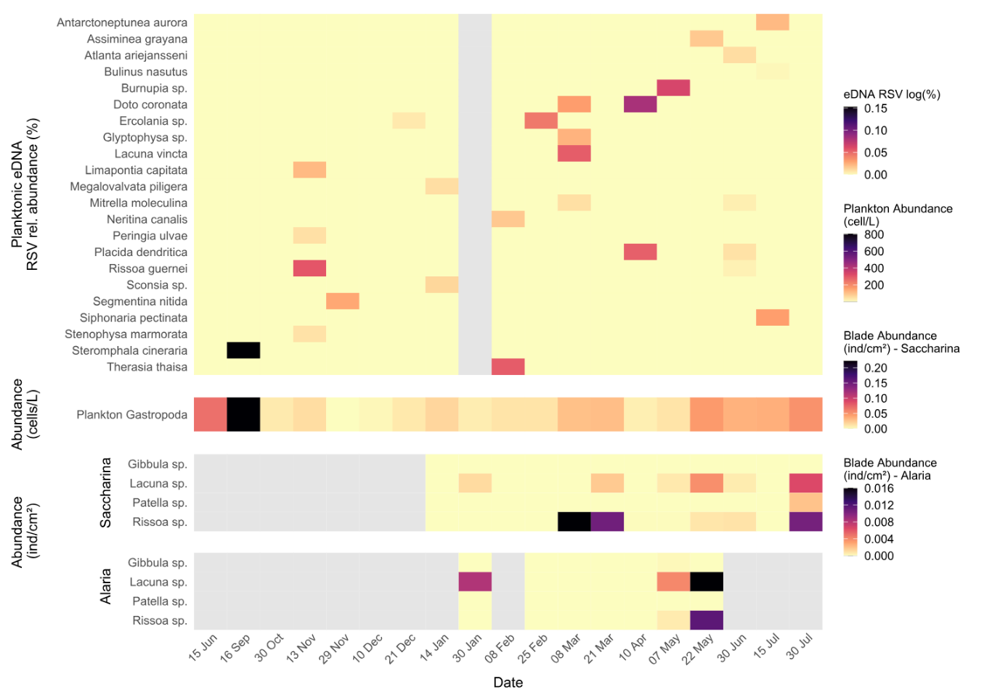 Planktonic eDNA
RSV rel. abundance (%)
Antarctoneptunea aurora
Assiminea grayana
Atlanta ariejansseni
Bulinus nasutus
Burnupia sp.
Doto coronata
Ercolania sp.
Glyptophysa sp.
Lacuna vincta
Limapontia capitata
Megalovalvata piligera
Mitrella moleculina
Neritina canalis
Peringia ulvae
Placida dendritica
Rissoa guernei
Sconsia sp.
Segmentina nitida
Siphonaria pectinata
Stenophysa marmorata
Steromphala cineraria
Therasia thaisa
Abundance
(cells/L)
Plankton Gastropoda
Abundance
(ind/cm²)
Saccharina
Gibbula sp.
Lacuna sp.
Patella sp.
Rissoa sp.
Alaria
Gibbula sp.
Lacuna sp.
Patella sp.
Rissoa sp.
15 Jun
16 Sep
30 Oct
13 Nov
29 Nov
10 Dec
21 Dec
14 Jan
30 Jan
08 Feb
25 Feb
08 Mar
21 Mar
10 Apr
07 May
22 May
30 Jun
15 Jul
30 Jul
Date
eDNA RSV log(%)
0.15
0.10
0.05
0.00
Plankton Abundance
(cell/L)
800
600
400
200
Blade Abundance
(ind/cm²) - Saccharina
0.20
0.15
0.10
0.05
0.00
Blade Abundance
(ind/cm²) - Alaria
0.016
0.012
0.008
0.004
0.000